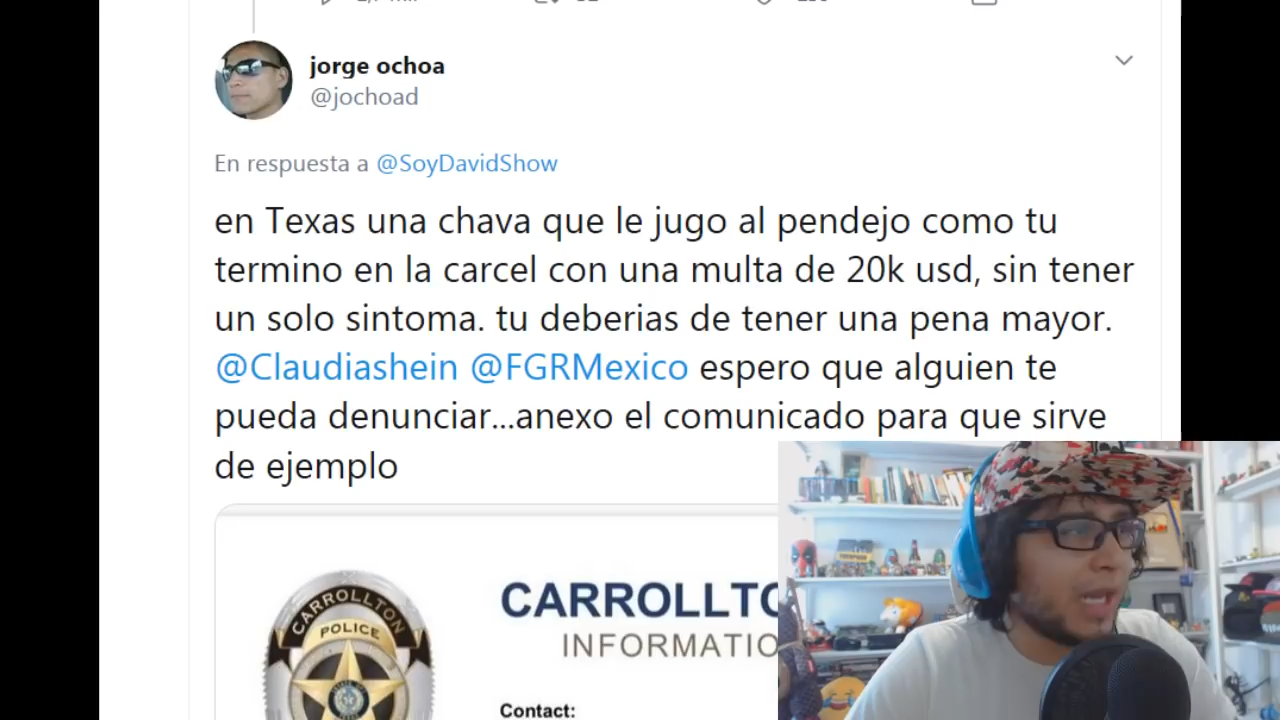 jorge ochoa
@jochoad
En respuesta a @SoyDavidShow
en Texas una chava que le jugo al pendejo como tu
termino en la carcel con una multa de 20k usd, sin tener
un solo sintoma. tu deberias de tener una pena mayor.
@Claudiashein @FGRMexico espero que alguien te
pueda denunciar...anexo el comunicado para que sirve
de ejemplo
CARROLLTON
POLICE
CARROLLTO
INFORMATIO
Contact: